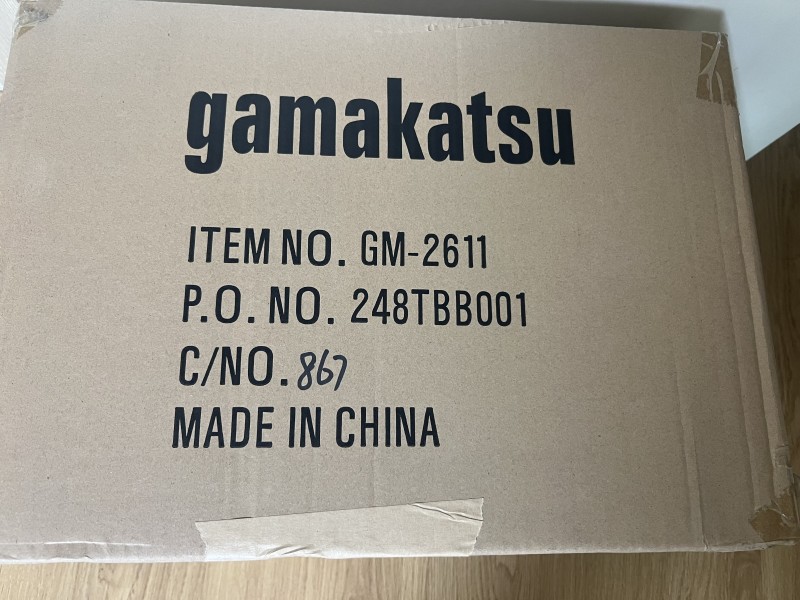 gamakatsu
ITEM NO. GM-2611
P.O. NO. 248TBB001
C/NO. 867
MADE IN CHINA